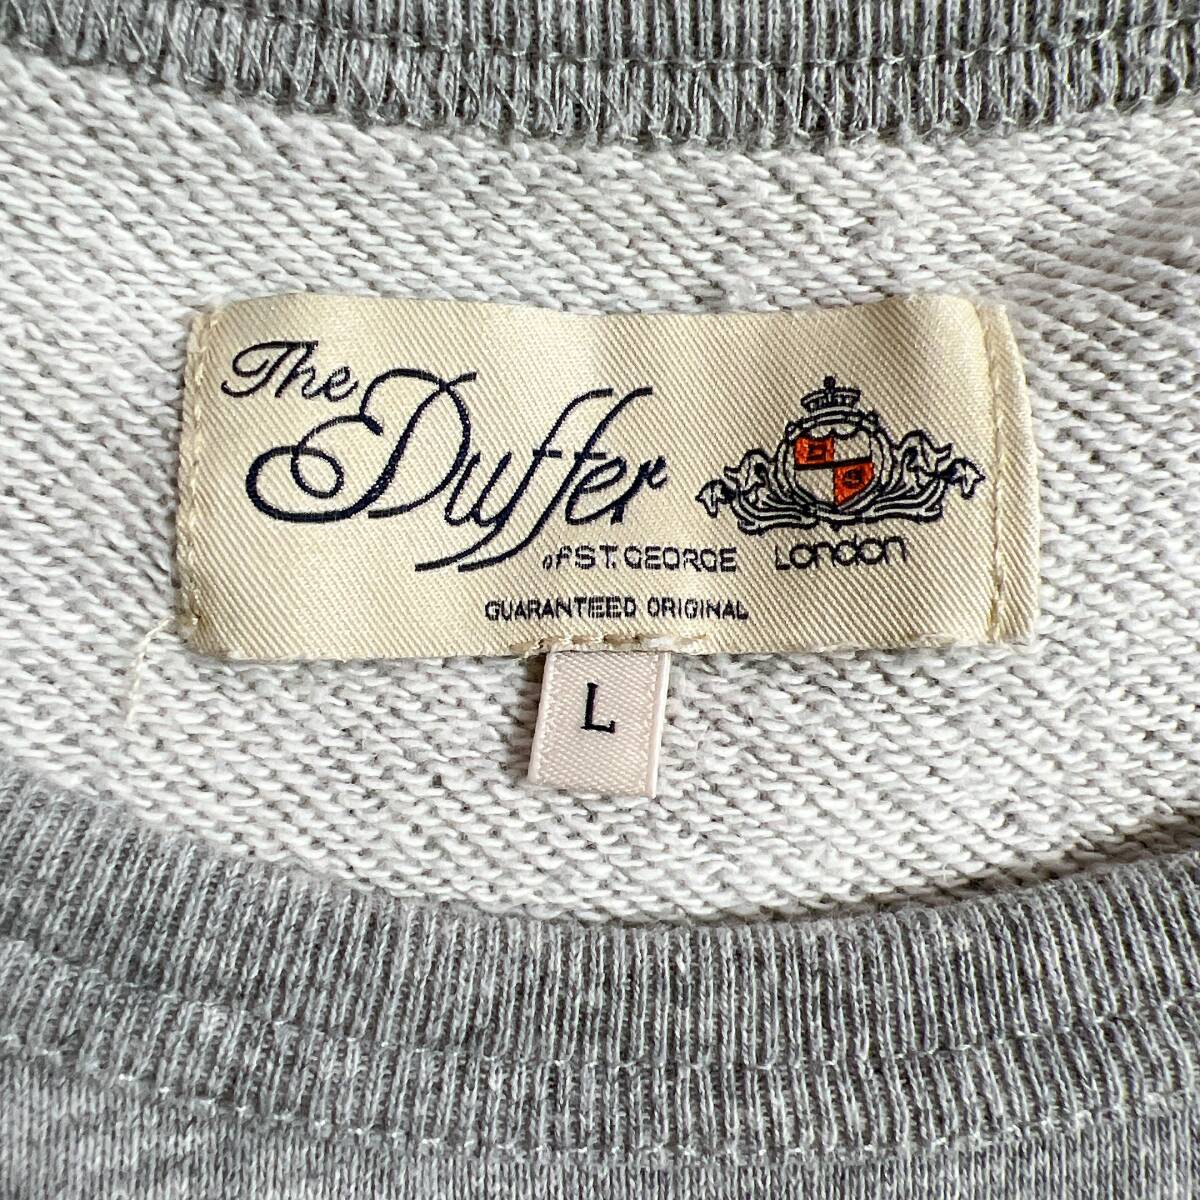 The
Duffer
of ST. GEORGE
London
GUARANTEED ORIGINAL
L